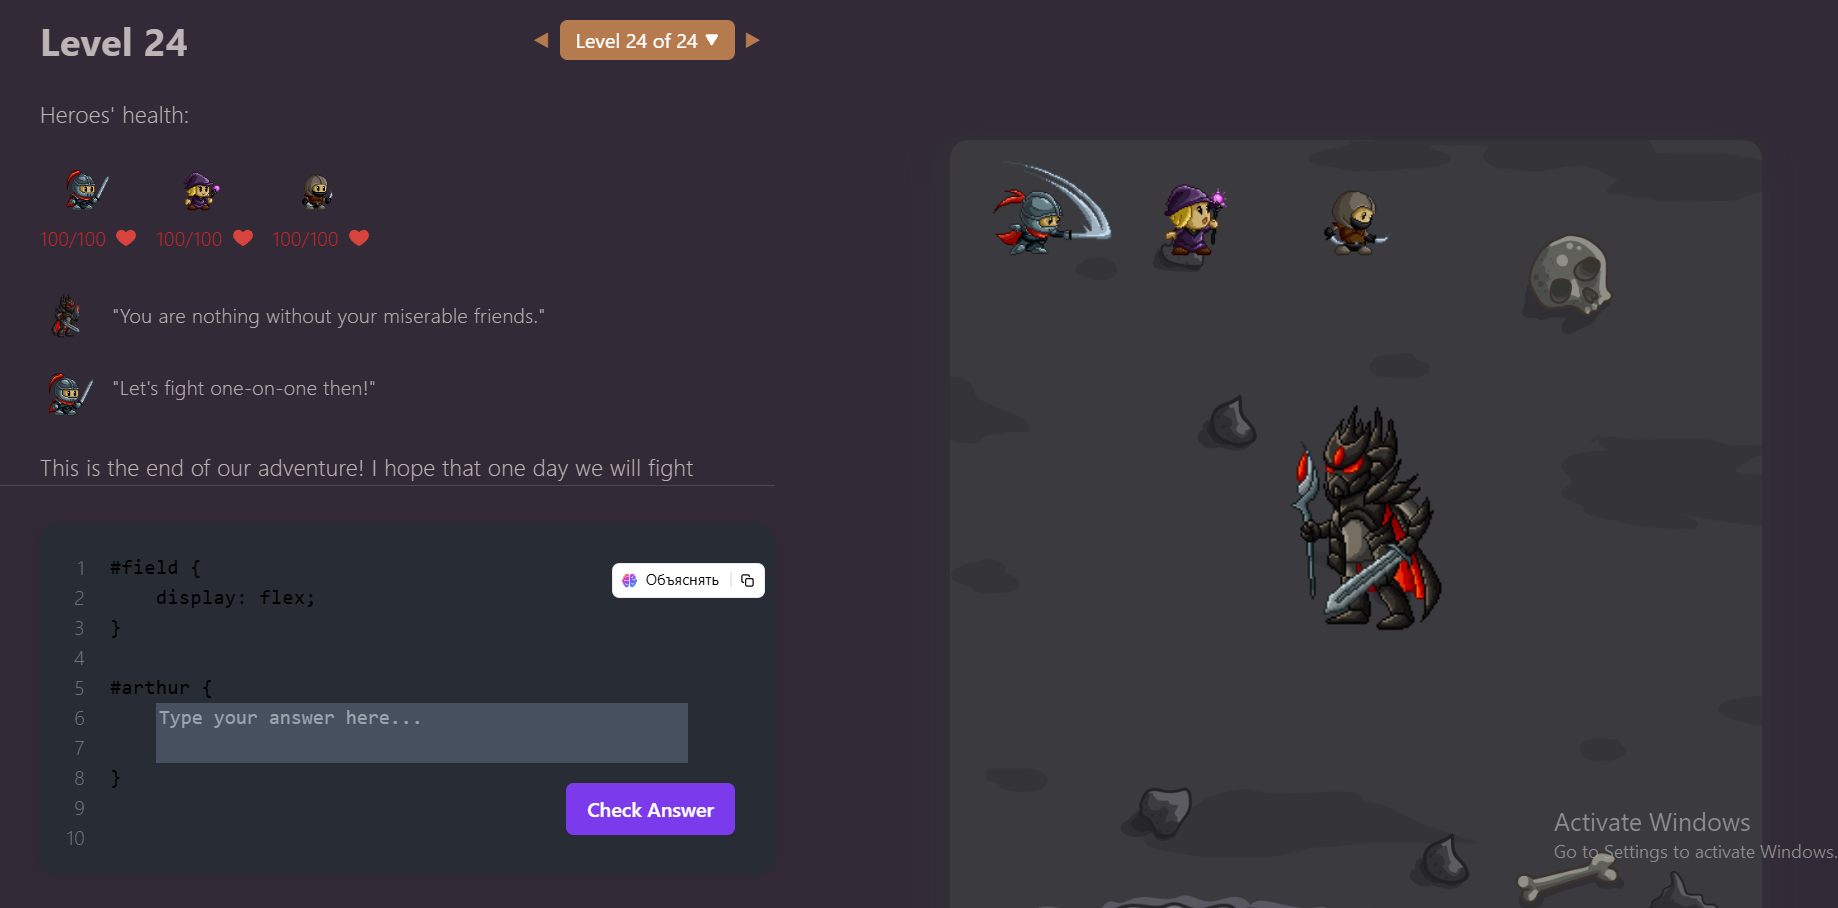 Level 24
Level 24 of 24 ▼
Heroes' health:
100/100
100/100
100/100
"You are nothing without your miserable friends."
"Let's fight one-on-one then!"
This is the end of our adventure! I hope that one day we will fight
1 #field {
Объяснять
2 display: flex;
3 }
4
5 #arthur {
6 Type your answer here...
7
8 }
9
10
Check Answer
Activate Windows
Go to Settings to activate Windows.